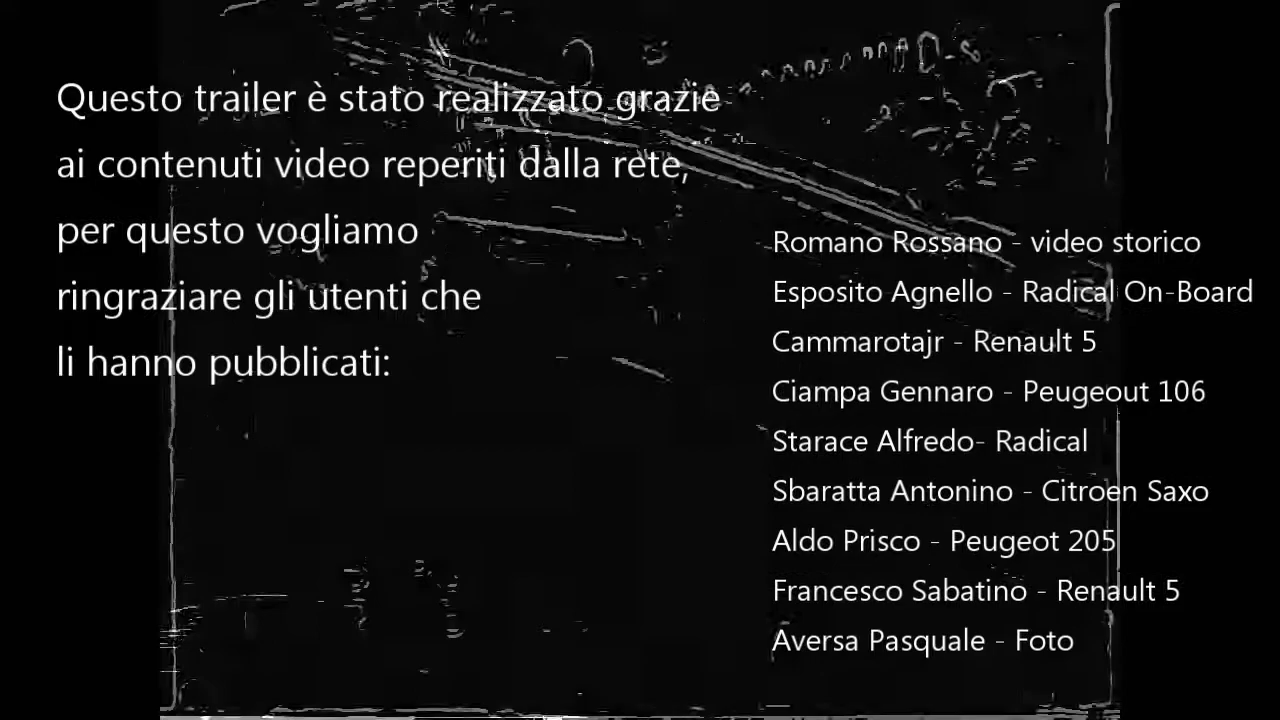 Questo trailer è stato realizzato grazie
ai contenuti video reperiti dalla rete,
per questo vogliamo
ringraziare gli utenti che
li hanno pubblicati:
Romano Rossano - video storico
Esposito Agnello - Radical On-Board
Cammarotajr - Renault 5
Ciampa Gennaro - Peugeout 106
Starace Alfredo- Radical
Sbaratta Antonino - Citroen Saxo
Aldo Prisco - Peugeot 205
Francesco Sabatino - Renault 5
Aversa Pasquale - Foto